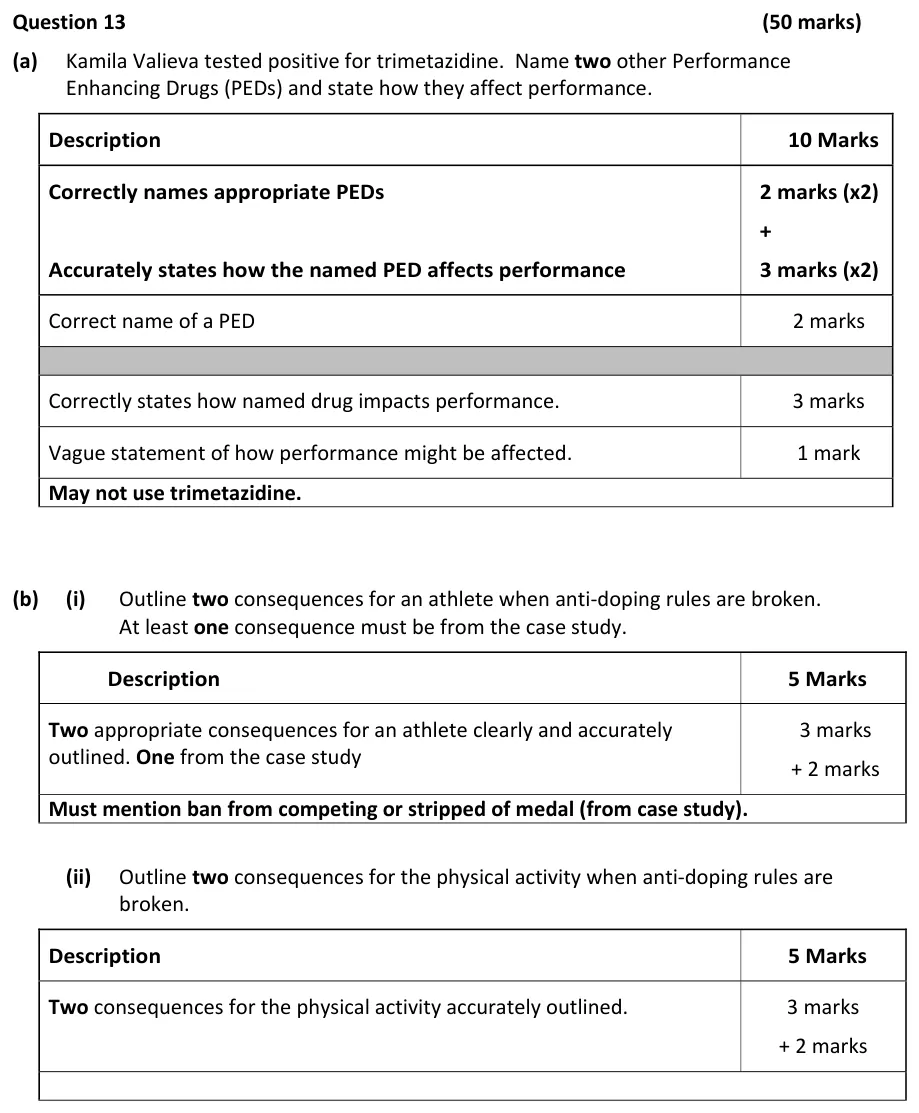 Question 13 (50 marks)
(a) Kamila Valieva tested positive for trimetazidine. Name two other Performance
Enhancing Drugs (PEDs) and state how they affect performance.
Description 10 Marks
Correctly names appropriate PEDs 2 marks (x2)
+
Accurately states how the named PED affects performance 3 marks (x2)
Correct name of a PED 2 marks
Correctly states how named drug impacts performance. 3 marks
Vague statement of how performance might be affected. 1 mark
May not use trimetazidine.
(b) (i) Outline two consequences for an athlete when anti-doping rules are broken.
At least one consequence must be from the case study.
Description 5 Marks
Two appropriate consequences for an athlete clearly and accurately 3 marks
outlined. One from the case study
+ 2 marks
Must mention ban from competing or stripped of medal (from case study).
(ii) Outline two consequences for the physical activity when anti-doping rules are
broken.
Description 5 Marks
Two consequences for the physical activity accurately outlined. 3 marks
+ 2 marks